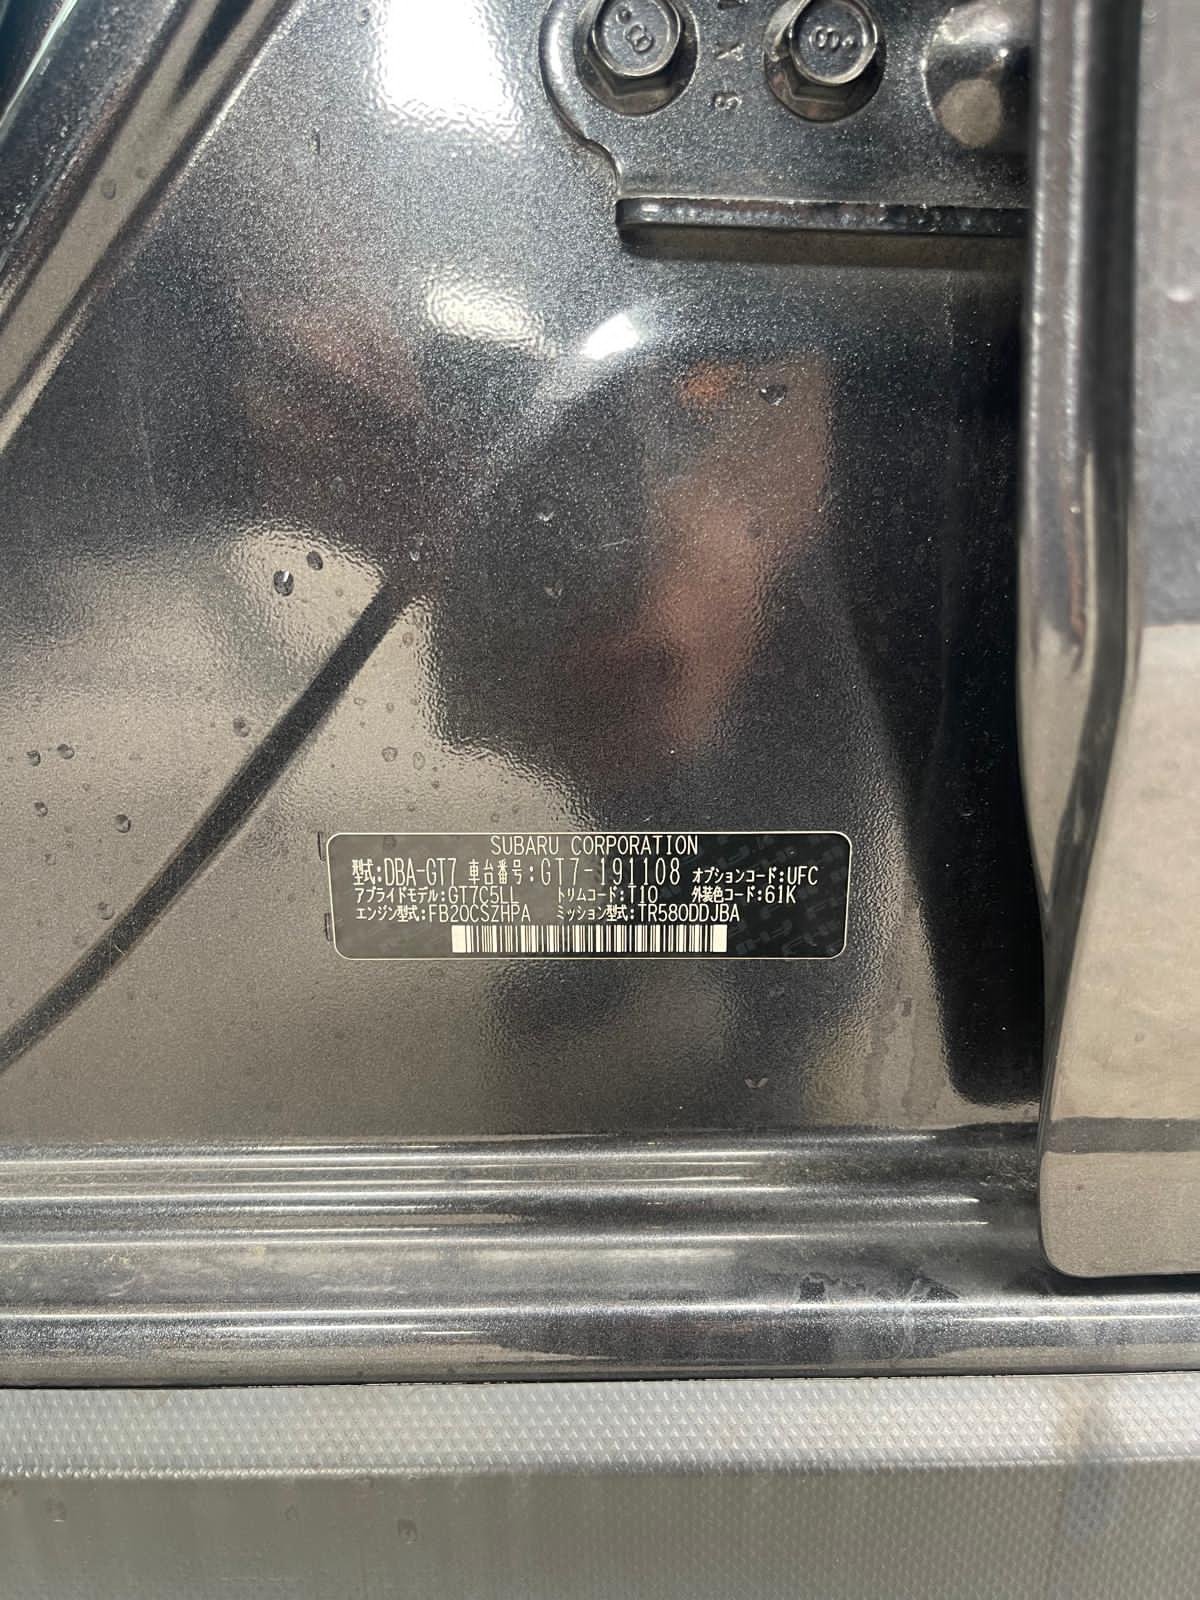 SUBARU CORPORATION
型式:DBA-GT7 車台番号:GT7-191108 オプションコード:UFC
アプライドモデル:GT7C5LL トリムコード:T10 外装色コード:61K
エンジン型式:FB20CSZHPA ミッション型式:TR580DDJBA